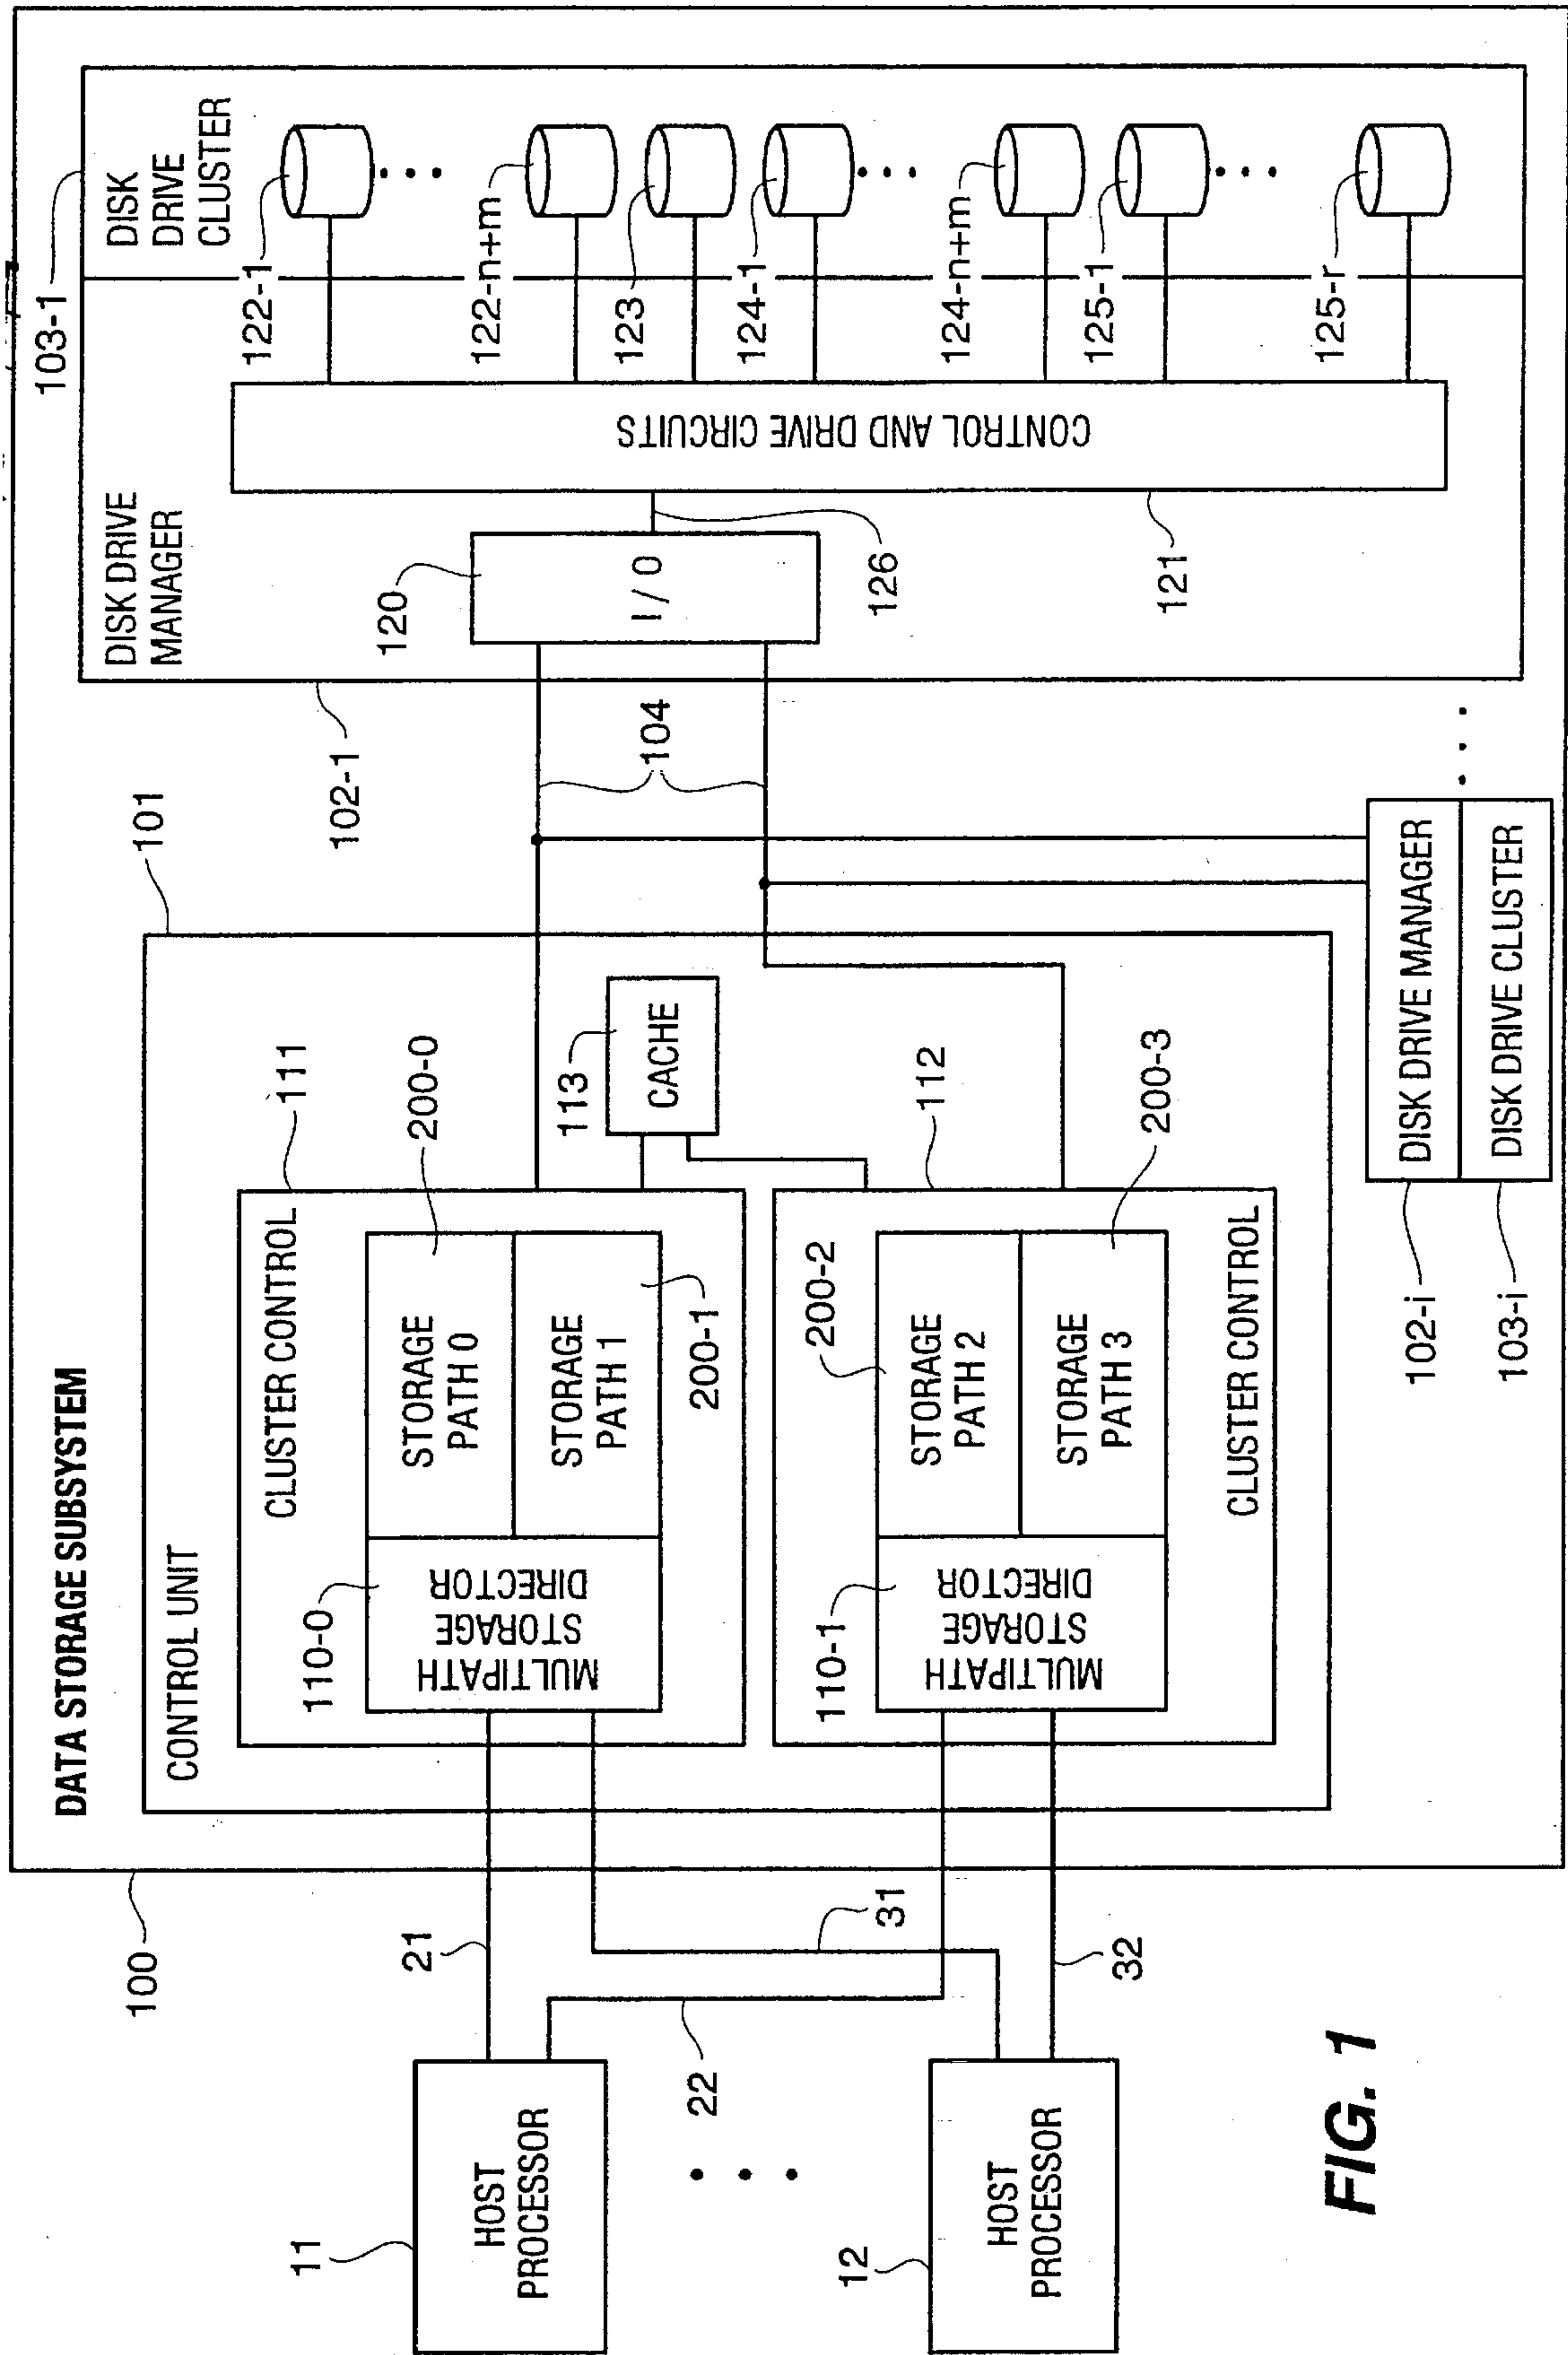 DATA STORAGE SUBSYSTEM
100
CONTROL UNIT
101
CLUSTER CONTROL
111
110-0
MULTIPATH
STORAGE
DIRECTOR
STORAGE
PATH 0
200-0
STORAGE
PATH 1
200-1
113
CACHE
112
110-1
MULTIPATH
STORAGE
DIRECTOR
STORAGE
PATH 2
200-2
STORAGE
PATH 3
200-3
CLUSTER CONTROL
11
HOST
PROCESSOR
12
HOST
PROCESSOR
21
22
31
32
104
102-1
DISK DRIVE
MANAGER
120
I / O
126
121
CONTROL AND DRIVE CIRCUITS
103-1
DISK
DRIVE
CLUSTER
122-1
122-n+m
123
124-1
124-n+m
125-1
125-r
DISK DRIVE MANAGER
DISK DRIVE CLUSTER
102-i
103-i
FIG. 1